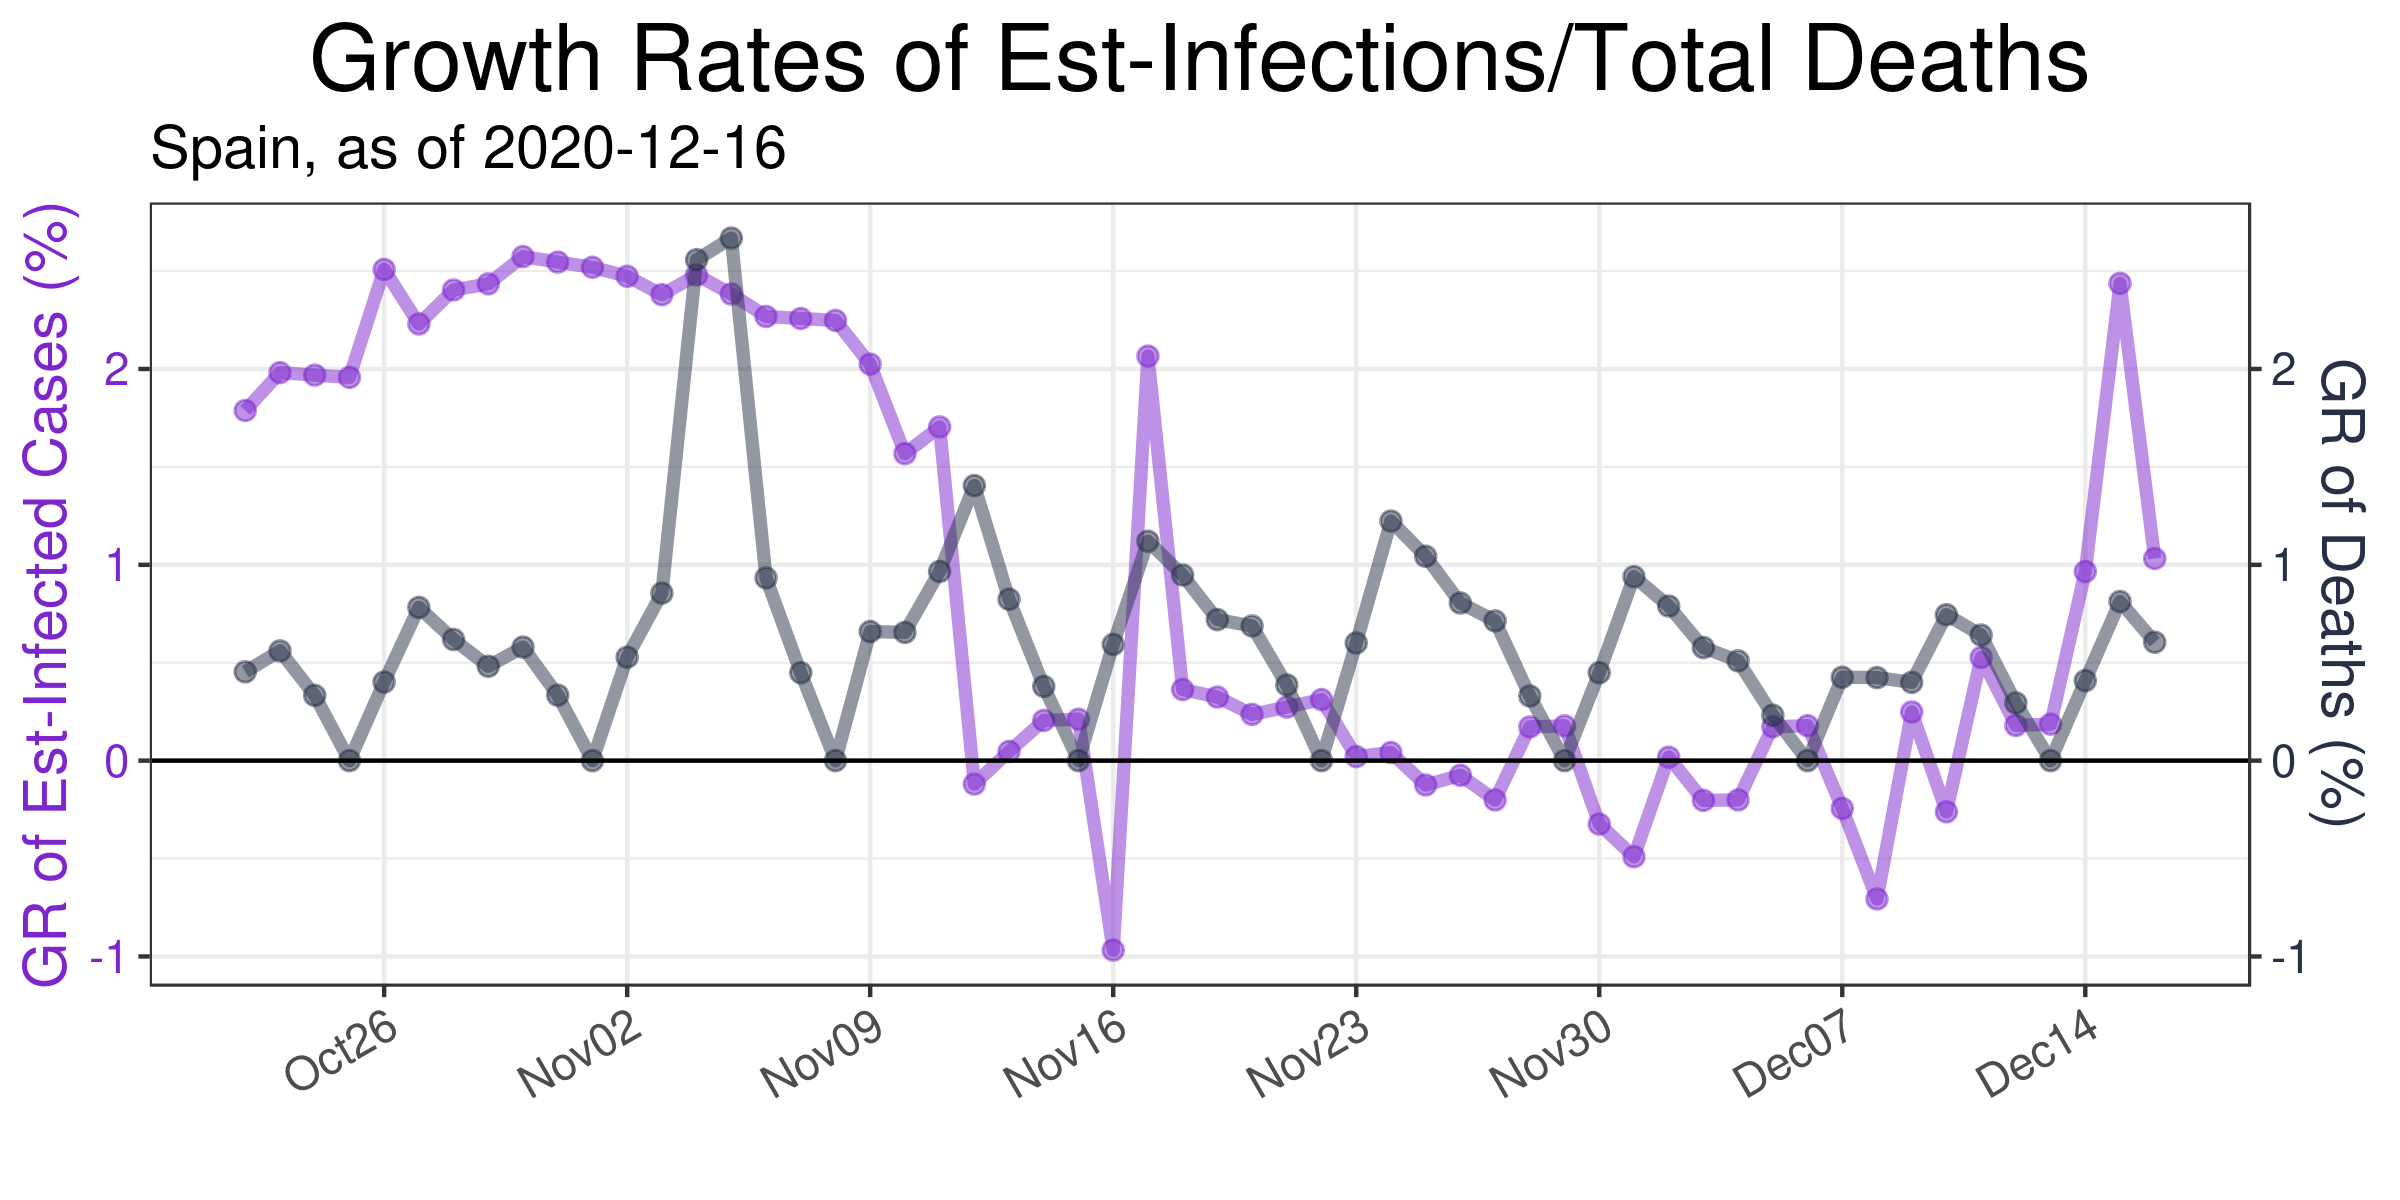 Growth Rates of Est-Infections/Total Deaths
Spain, as of 2020-12-16
GR of Est-Infected Cases (%)
2
1
0
-1
2
1
0
-1
GR of Deaths (%)
Oct26
Nov02
Nov09
Nov16
Nov23
Nov30
Dec07
Dec14